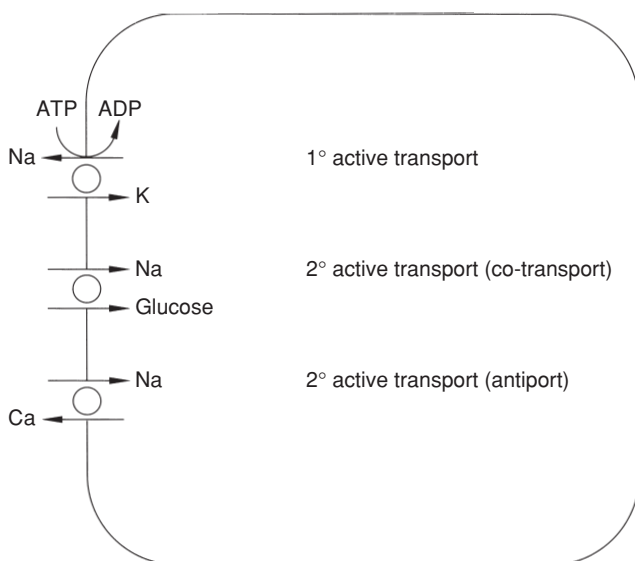 ATP ADP
Na 1° active transport
K
Na 2° active transport (co-transport)
Glucose
Na 2° active transport (antiport)
Ca